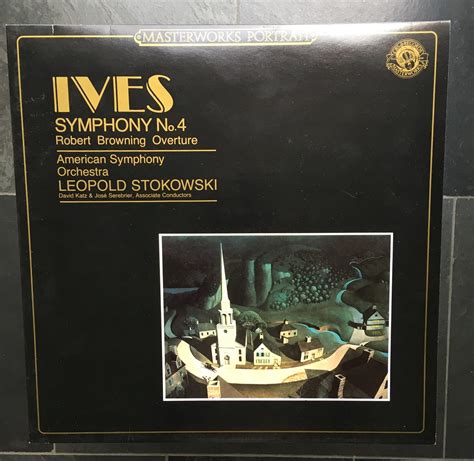 MASTERWORKS PORTRAIT
IVES
SYMPHONY No.4
Robert Browning Overture
American Symphony
Orchestra
LEOPOLD STOKOWSKI
David Katz & José Serebrier, Associate Conductors